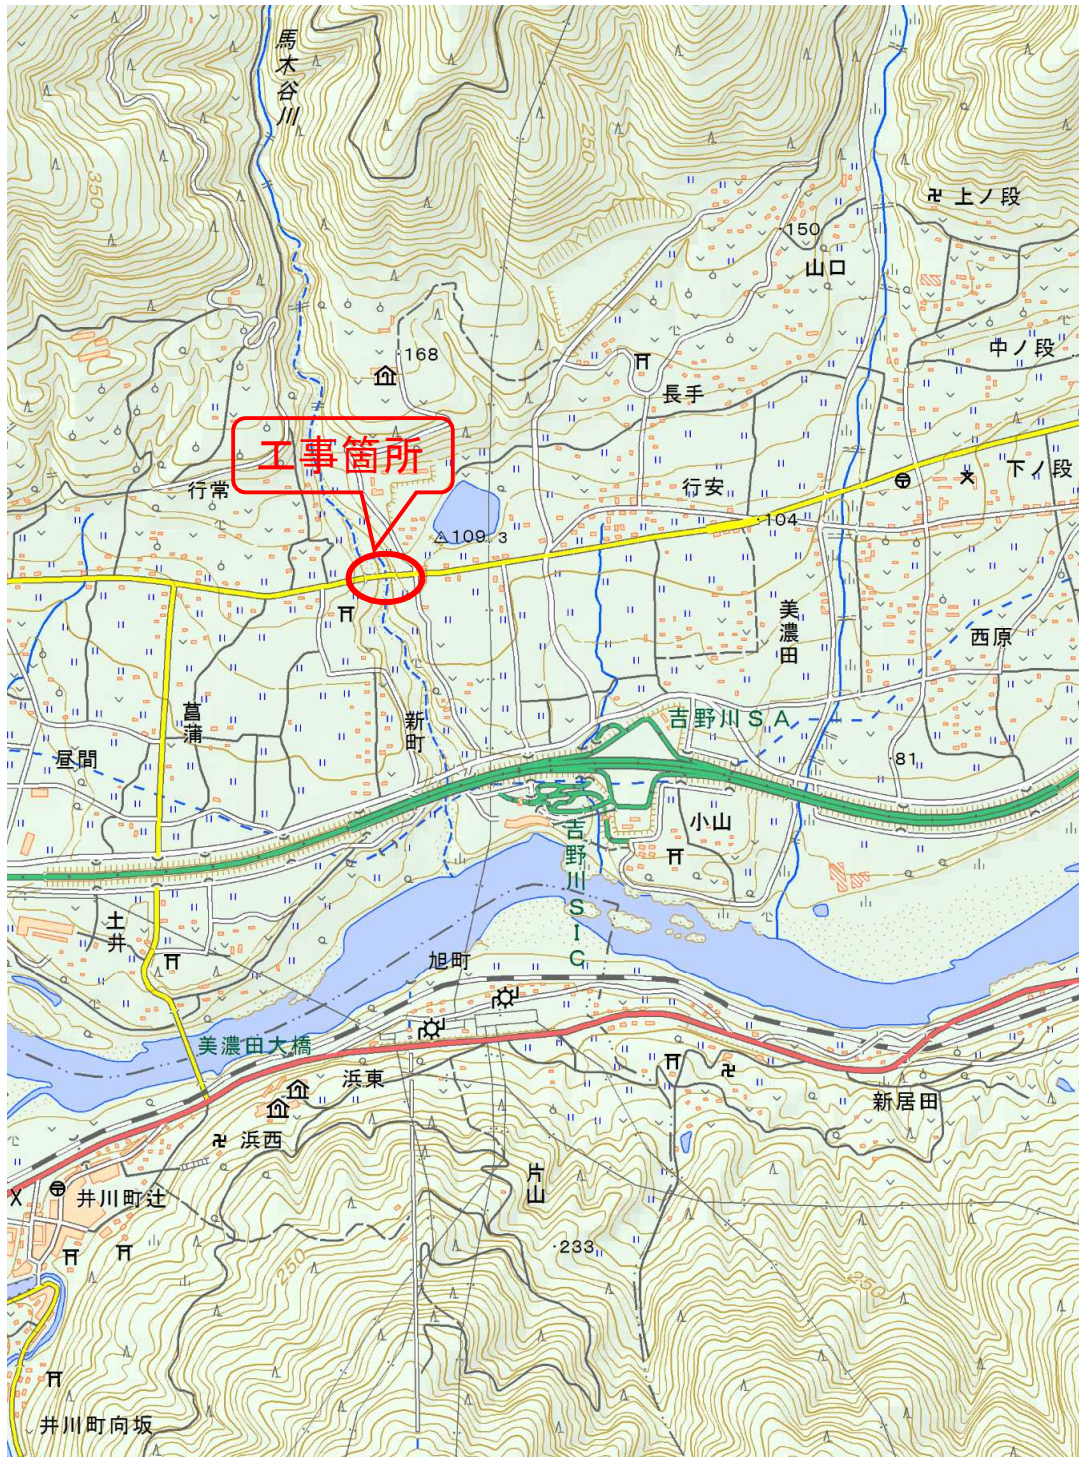 馬木谷川
350
250
上ノ段
150
山口
168
中ノ段
長手
工事箇所
行常
行安
下ノ段
109.3
104
美濃田
西原
菖蒲
新町
吉野川SA
昼間
81
小山
吉野川SIC
土井
旭町
美濃田大橋
浜東
新居田
浜西
片山
井川町辻
233
250
250
井川町向坂